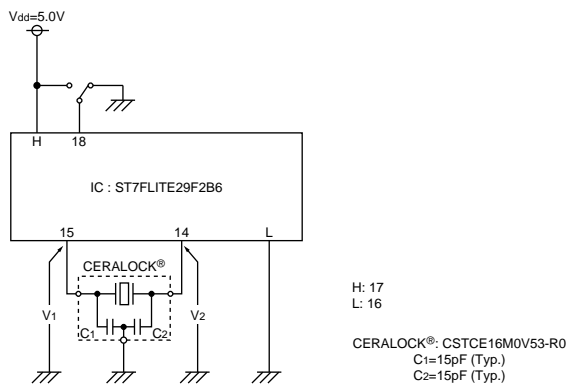 Vdd=5.0V
H
18
IC : ST7FLITE29F2B6
15
14
L
CERALOCK®
V1
C1
C2
V2
H: 17
L: 16
CERALOCK®: CSTCE16M0V53-R0
C1=15pF (Typ.)
C2=15pF (Typ.)